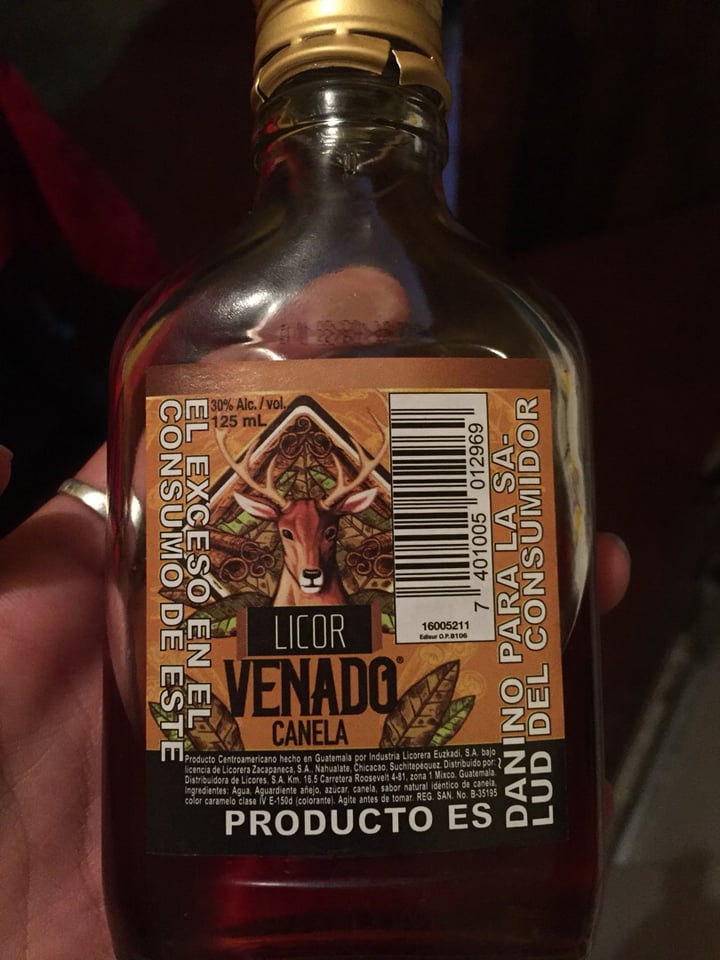 30% Alc. / vol.
125 mL
EL EXCESO EN EL
CONSUMO DE ESTE
PRODUCTO ES
DAÑINO PARA LA SA-
LUD DEL CONSUMIDOR
7 401005 012969
16005211
Edisur O.P. B106
LICOR
VENADO®
CANELA
Producto Centroamericano hecho en Guatemala por Industria Licorera Euzkadi, S.A. bajo
licencia de Licorera Zacapaneca, S.A. Nahualate, Chicacao, Suchitepéquez. Distribuido por:
Distribuidora de Licores, S.A. Km. 16.5 Carretera Roosevelt 4-81, zona 1 Mixco, Guatemala.
Ingredientes: Agua, Aguardiente añejo, azúcar, canela, sabor natural idéntico de canela,
color caramelo clase IV E-150d (colorante). Agite antes de tomar. REG. SAN. No. B-35195